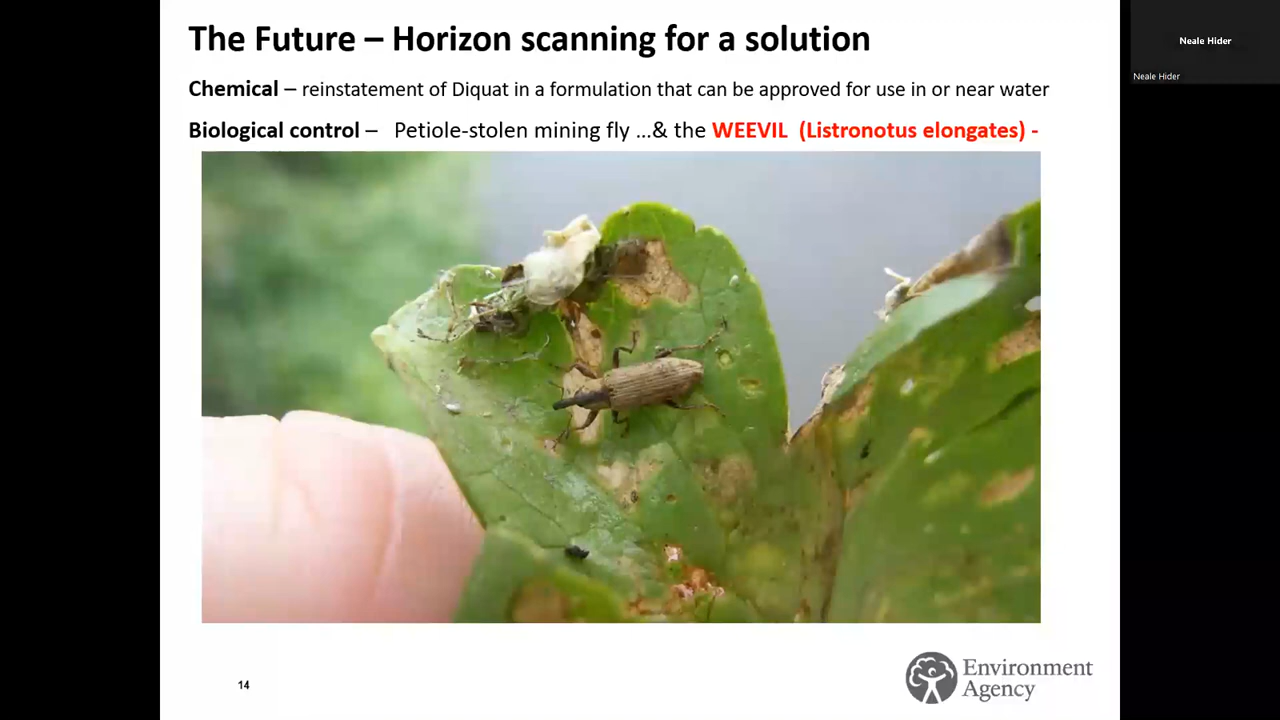 The Future – Horizon scanning for a solution
Neale Hider
Neale Hider
Chemical – reinstatement of Diquat in a formulation that can be approved for use in or near water
Biological control – Petiole-stolen mining fly ...& the WEEVIL (Listronotus elongates) -
14
Environment
Agency